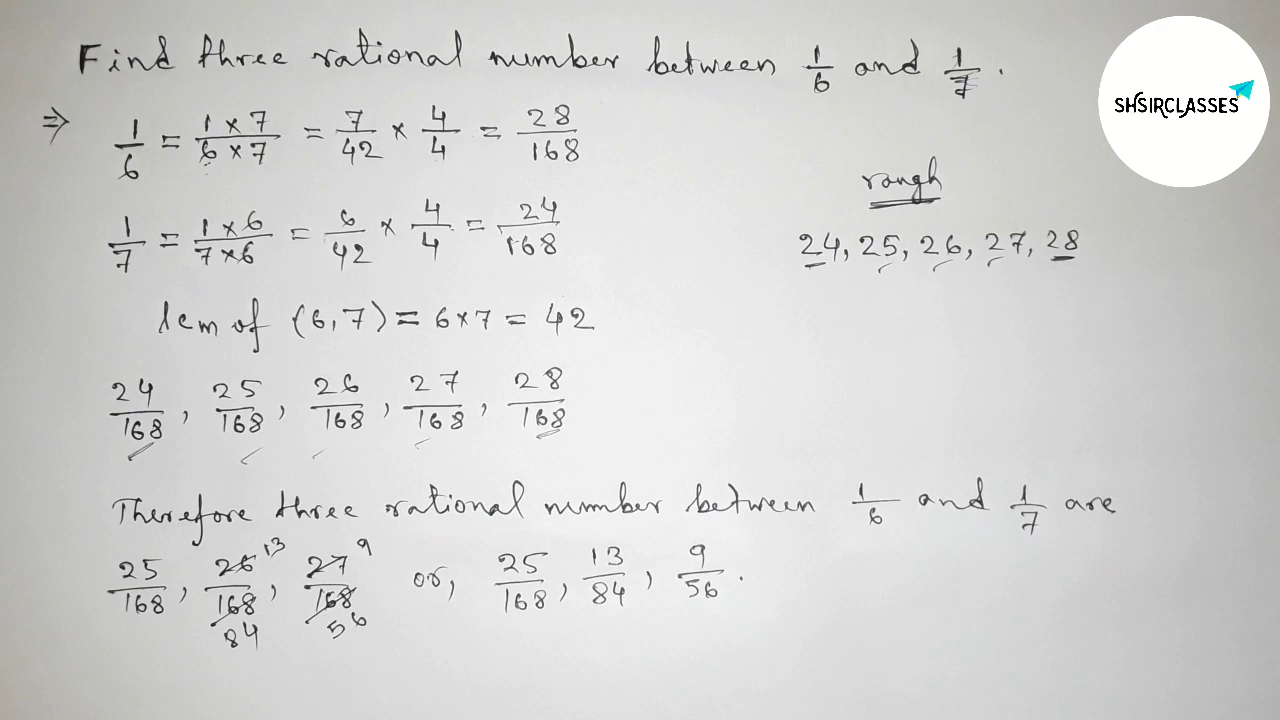 Find three rational number between 1/6 and 1/7.
SHSIRCLASSES
⇒ 1/6 = 1×7/6×7 = 7/42 × 4/4 = 28/168
rough
1/7 = 1×6/7×6 = 6/42 × 4/4 = 24/168
24, 25, 26, 27, 28
lcm of (6,7) = 6×7 = 42
24/168, 25/168, 26/168, 27/168, 28/168
Therefore three rational number between 1/6 and 1/7 are
25/168, 26/168 13/84, 27/168 9/56 or, 25/168, 13/84, 9/56.